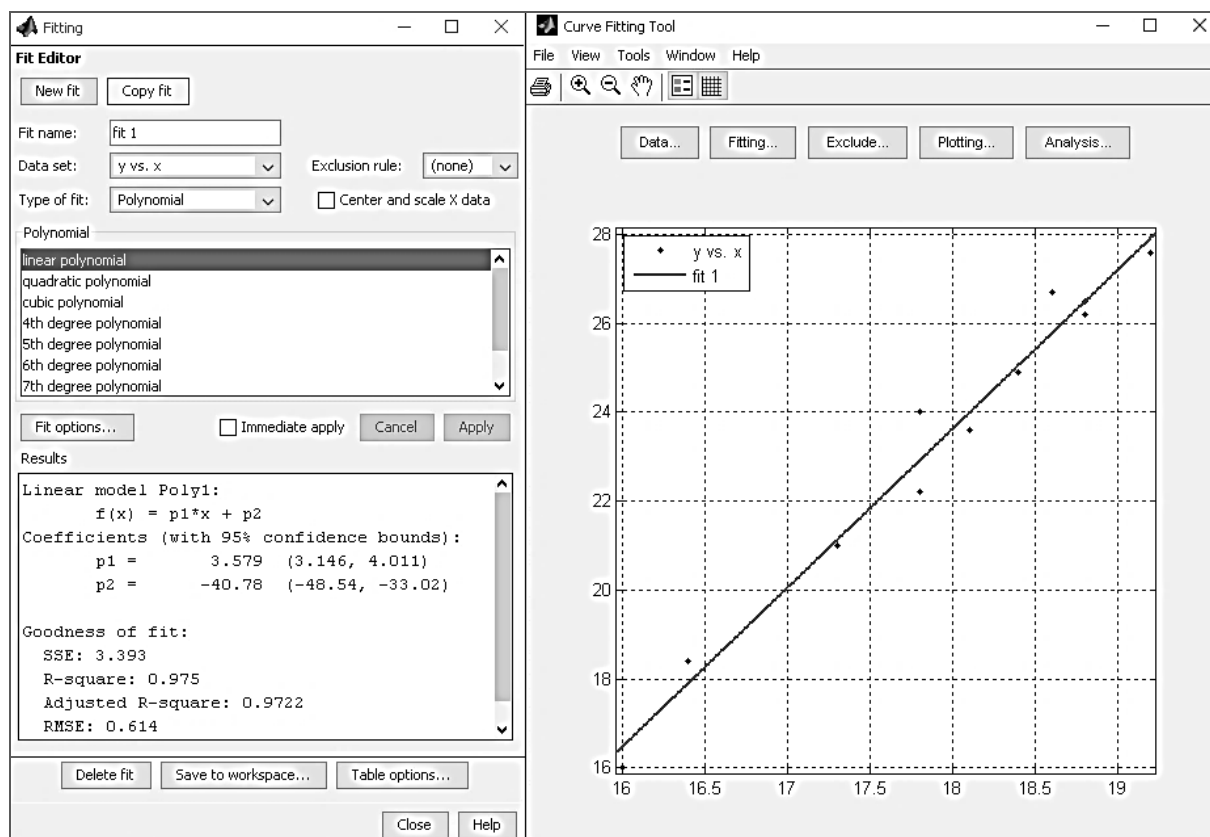 Fitting
Fit Editor
New fit
Copy fit
Fit name:
fit 1
Data set:
y vs. x
Exclusion rule:
(none)
Type of fit:
Polynomial
Center and scale X data
Polynomial
linear polynomial
quadratic polynomial
cubic polynomial
4th degree polynomial
5th degree polynomial
6th degree polynomial
7th degree polynomial
Fit options...
Immediate apply
Cancel
Apply
Results
Linear model Poly1:
f(x) = p1*x + p2
Coefficients (with 95% confidence bounds):
p1 = 3.579 (3.146, 4.011)
p2 = -40.78 (-48.54, -33.02)
Goodness of fit:
SSE: 3.393
R-square: 0.975
Adjusted R-square: 0.9722
RMSE: 0.614
Delete fit
Save to workspace...
Table options...
Close
Help
Curve Fitting Tool
File View Tools Window Help
Data...
Fitting...
Exclude...
Plotting...
Analysis...
28
y vs. x
fit 1
26
24
22
20
18
16
16 16.5 17 17.5 18 18.5 19